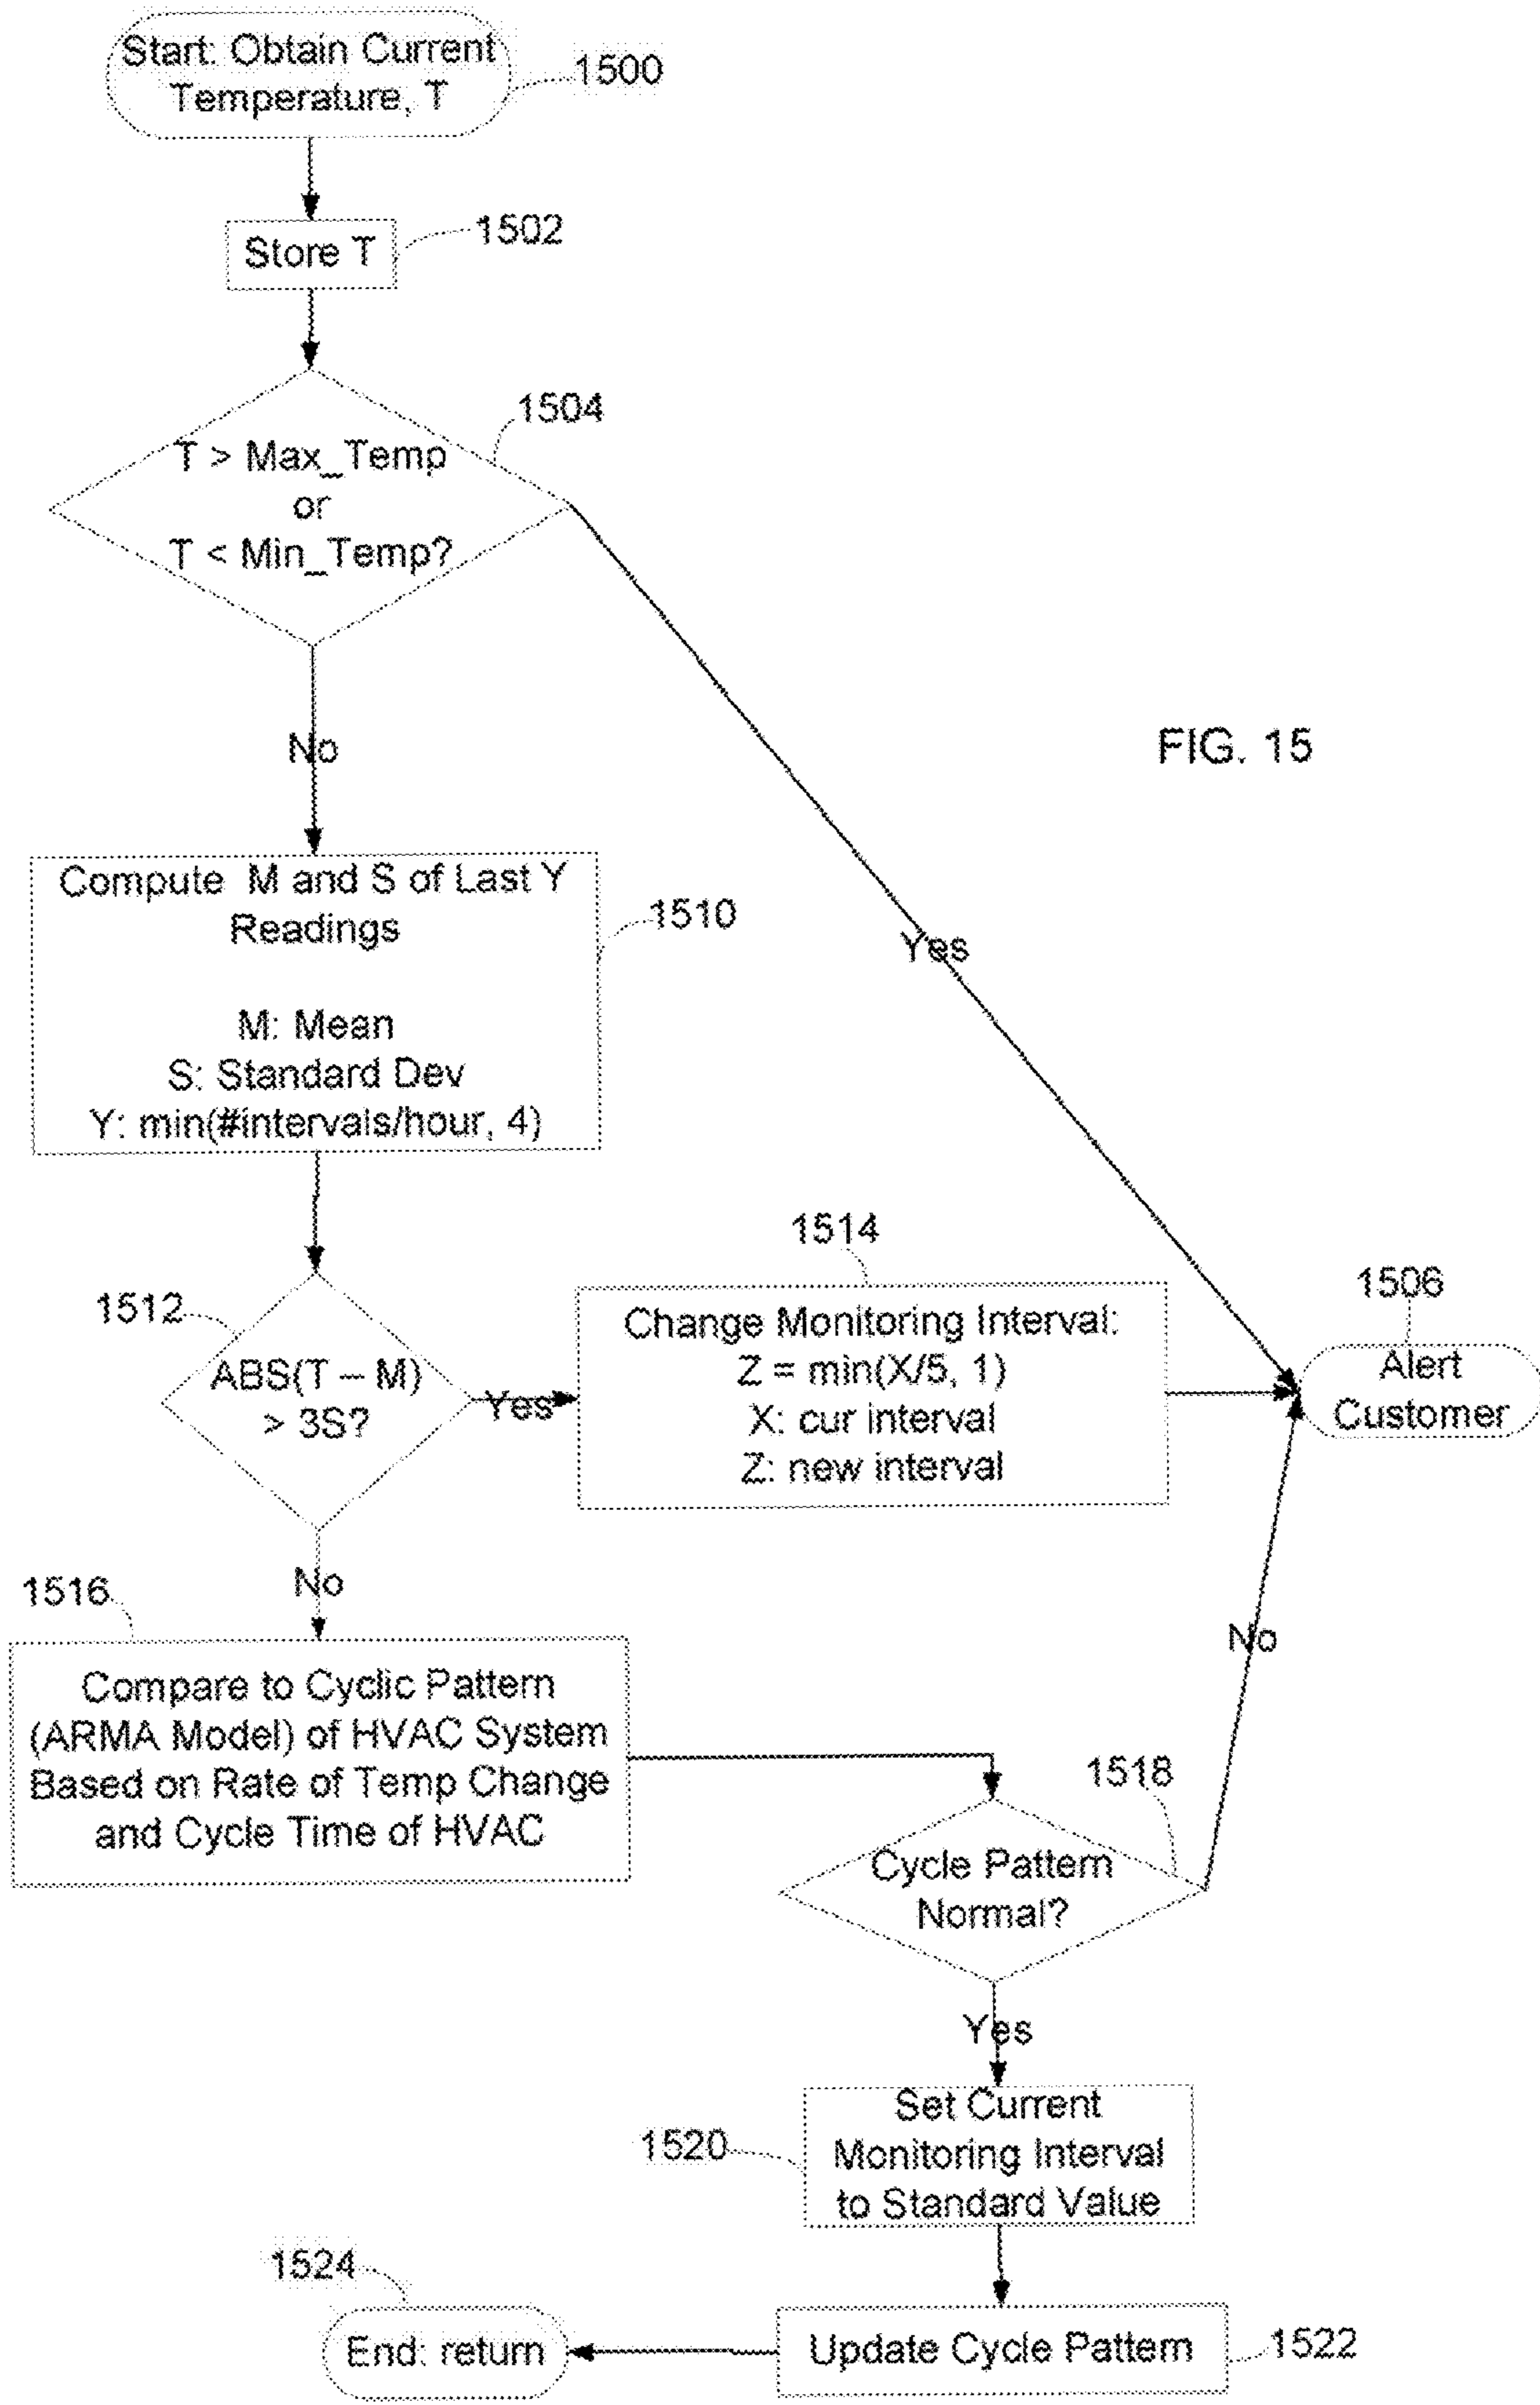 Start: Obtain Current
Temperature, T
1500
Store T
1502
1504
T > Max_Temp
or
T < Min_Temp?
No
Yes
FIG. 15
Compute M and S of Last Y
Readings
M: Mean
S: Standard Dev
Y: min(#intervals/hour, 4)
1510
1512
ABS(T – M)
> 3S?
Yes
1514
Change Monitoring Interval:
Z = min(X/5, 1)
X: cur interval
Z: new interval
1506
Alert
Customer
No
1516
Compare to Cyclic Pattern
(ARMA Model) of HVAC System
Based on Rate of Temp Change
and Cycle Time of HVAC
No
1518
Cycle Pattern
Normal?
Yes
1520
Set Current
Monitoring Interval
to Standard Value
1524
End: return
Update Cycle Pattern
1522